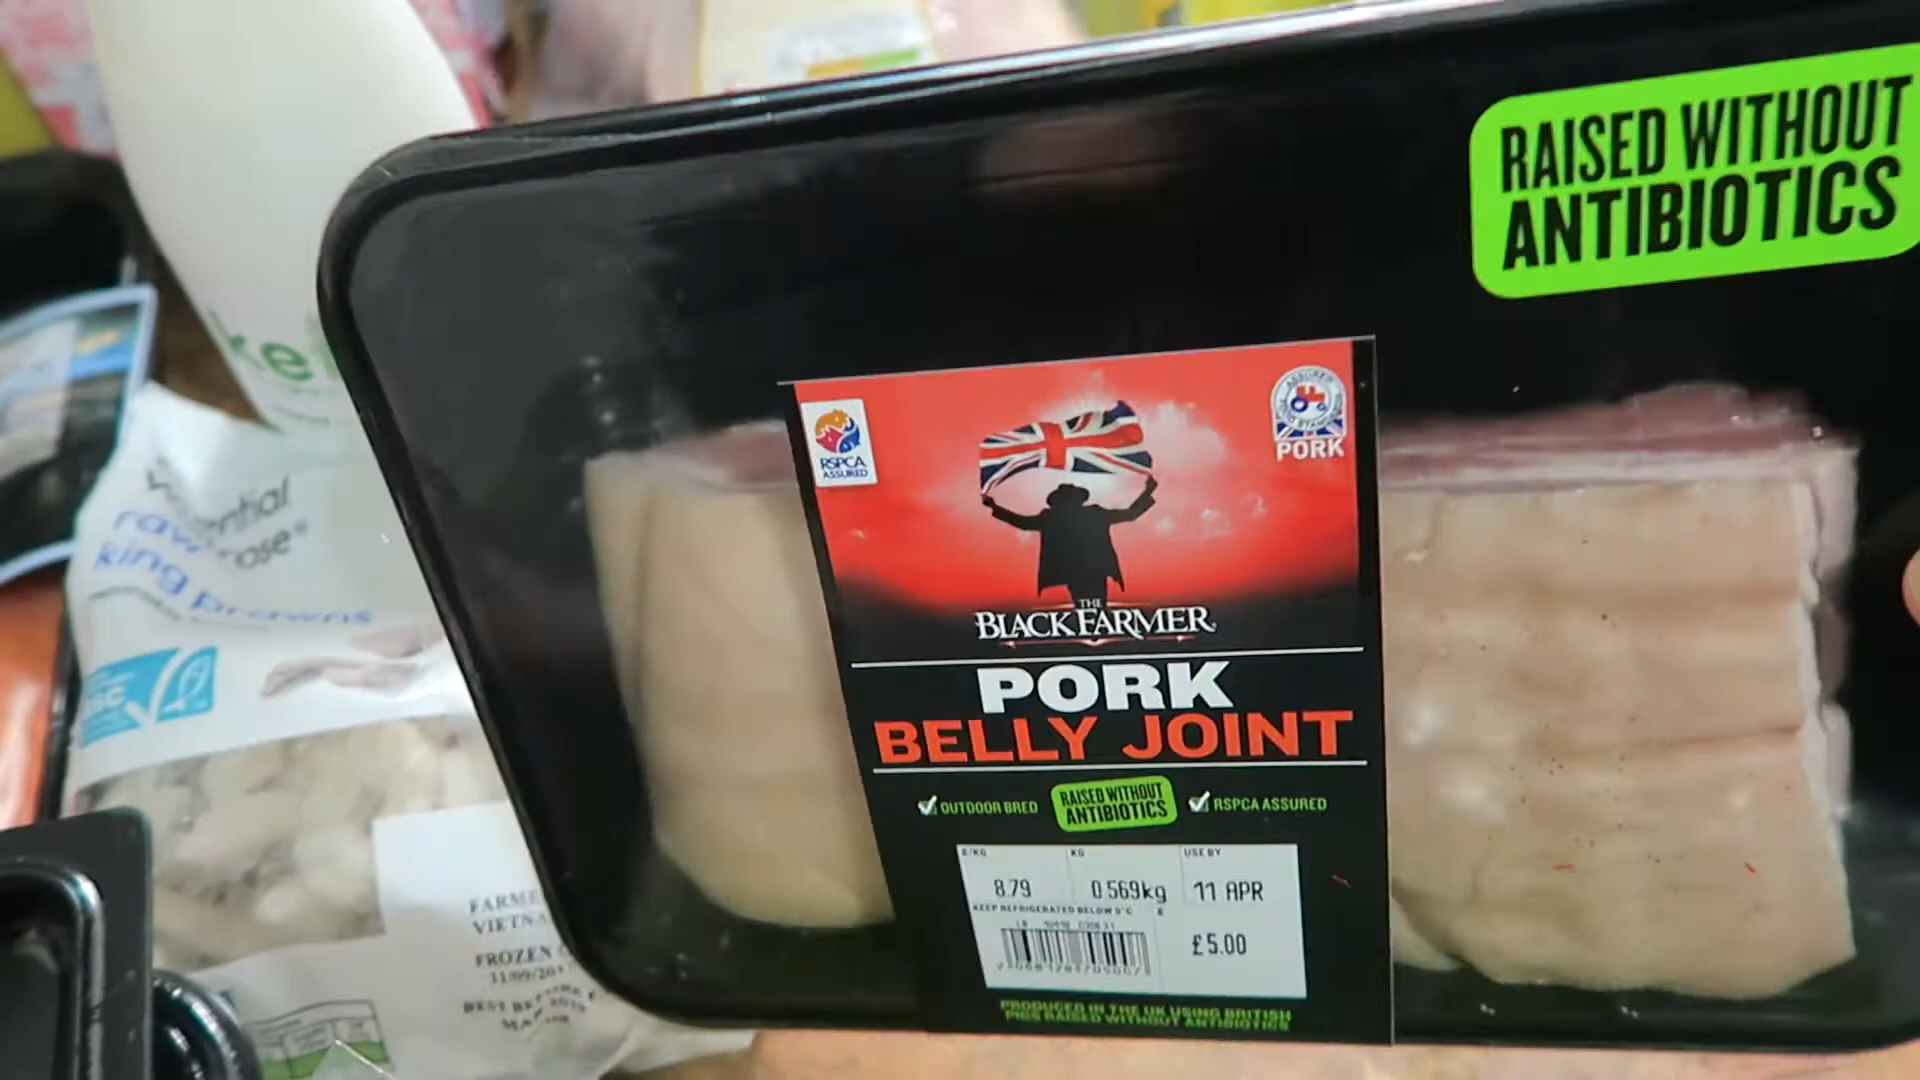 RAISED WITHOUT
ANTIBIOTICS
RSPCA
ASSURED
ASSURED
PORK
THE
BLACK FARMER
PORK
BELLY JOINT
OUTDOOR BRED
RAISED WITHOUT
ANTIBIOTICS
RSPCA ASSURED
£/KG
KG
USE BY
8.79
0.569kg
11 APR
KEEP REFRIGERATED BELOW 5°C
£5.00
PRODUCED IN THE UK USING BRITISH
PIGS RAISED WITHOUT ANTIBIOTICS
raw
king prawns
FROZEN